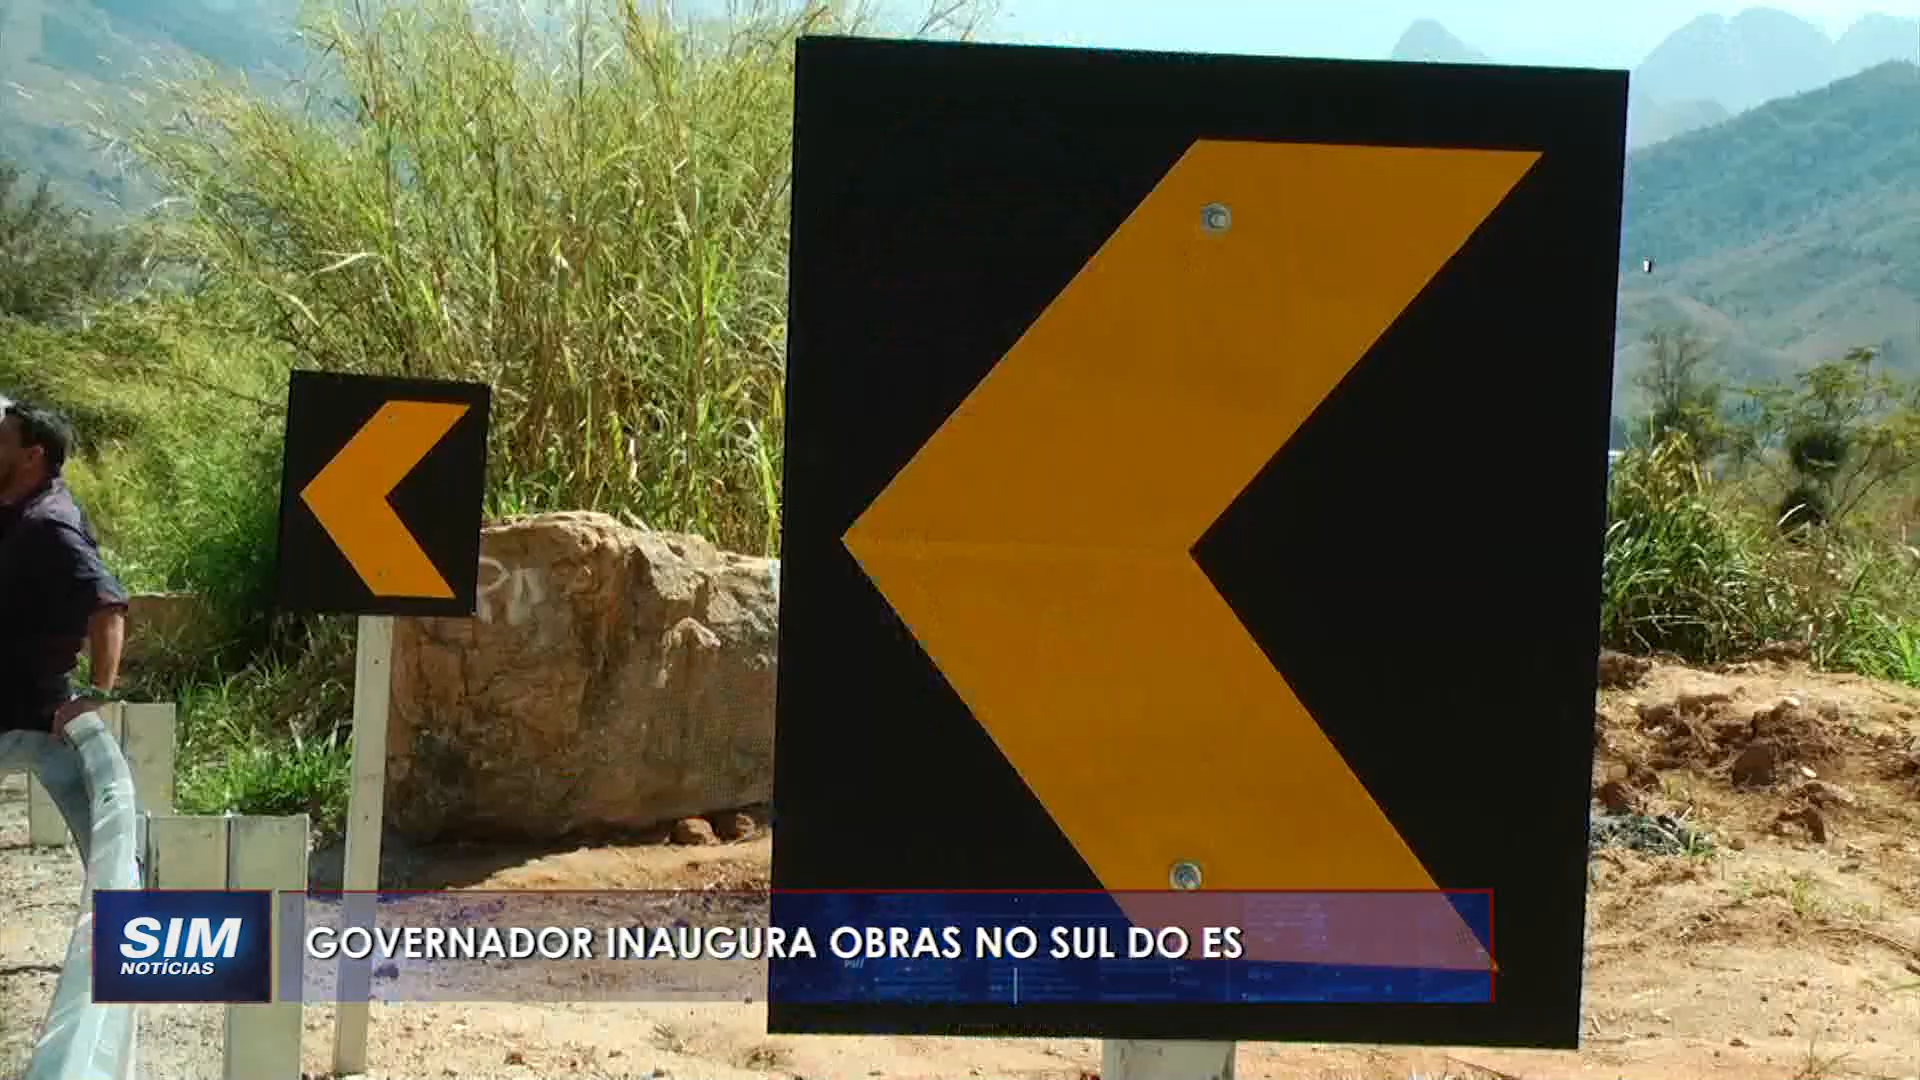 SIM
NOTÍCIAS
GOVERNADOR INAUGURA OBRAS NO SUL DO ES